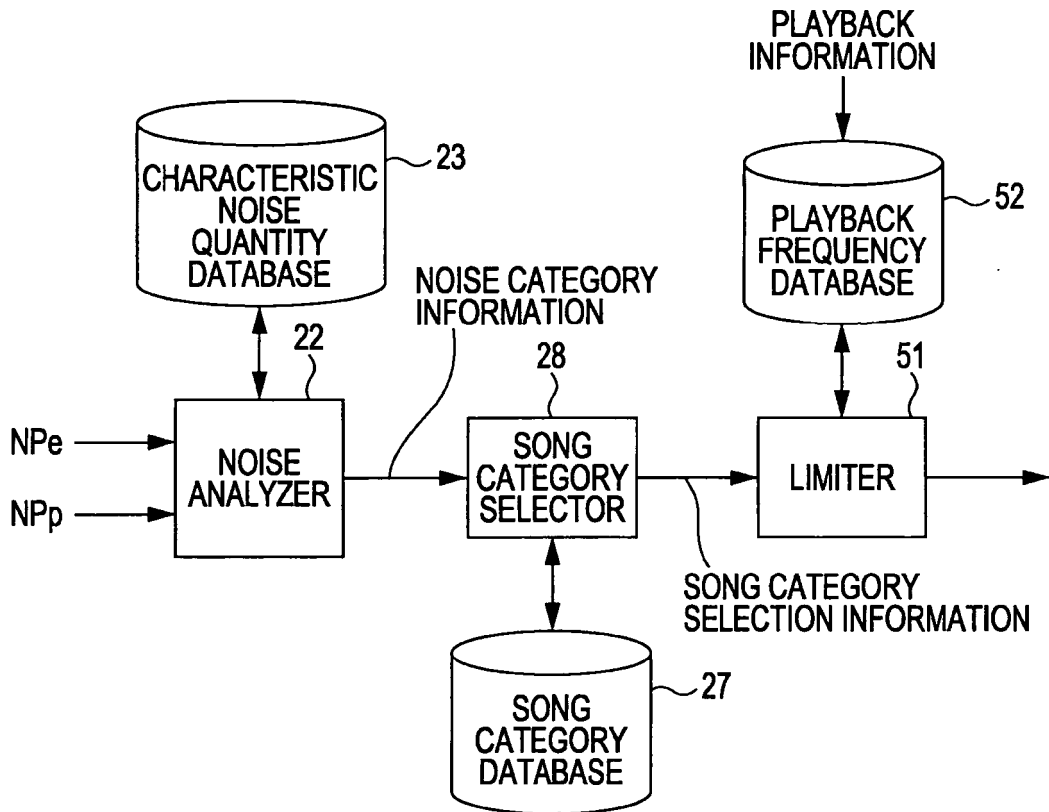 PLAYBACK
INFORMATION
23
CHARACTERISTIC
NOISE
QUANTITY
DATABASE
52
PLAYBACK
FREQUENCY
DATABASE
NOISE CATEGORY
INFORMATION
22
28
51
NPe
NPp
NOISE
ANALYZER
SONG
CATEGORY
SELECTOR
LIMITER
SONG CATEGORY
SELECTION INFORMATION
27
SONG
CATEGORY
DATABASE